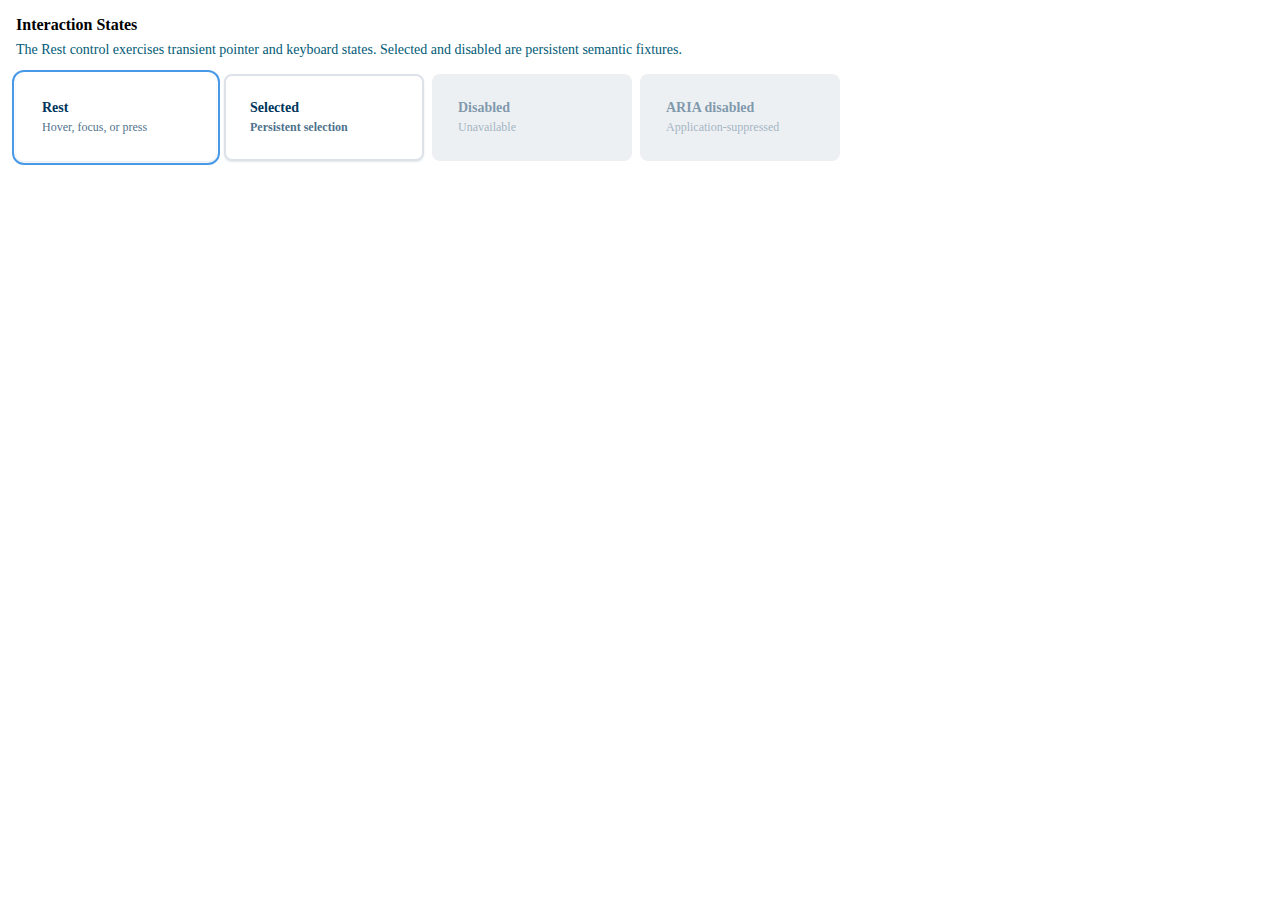 Interaction States
The Rest control exercises transient pointer and keyboard states. Selected and disabled are persistent semantic fixtures.
Rest
Hover, focus, or press
Selected
Persistent selection
Disabled
Unavailable
ARIA disabled
Application-suppressed